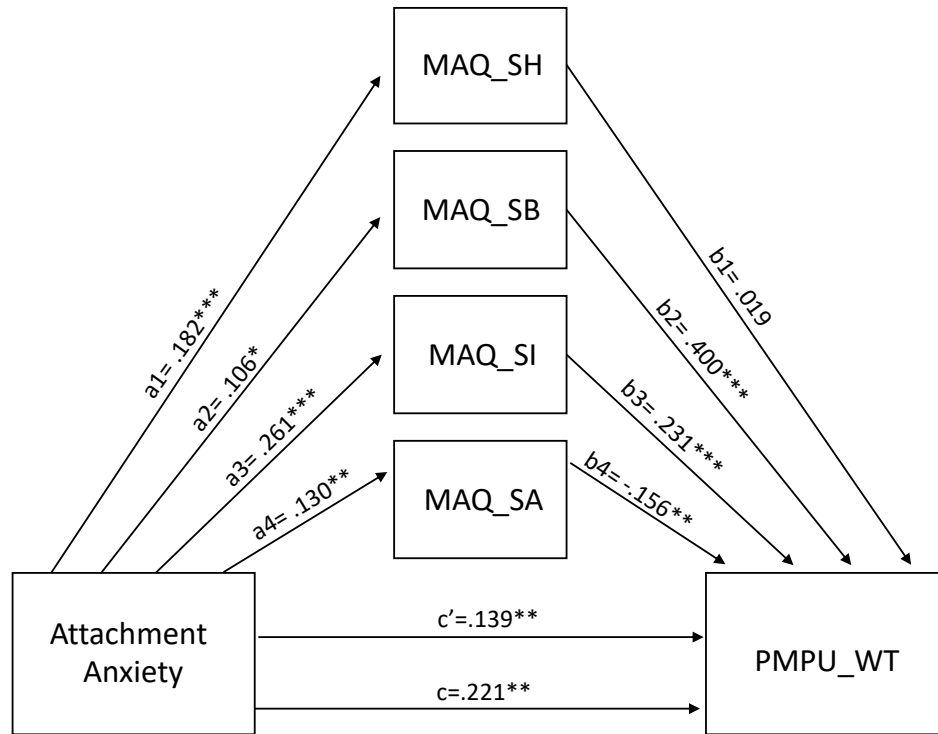 MAQ_SH
MAQ_SB
MAQ_SI
MAQ_SA
a1= .182***
a2= .106*
a3= .261***
a4= .130**
b1= .019
b2= .400***
b3= .231***
b4= -.156**
Attachment
Anxiety
c’=.139**
c=.221**
PMPU_WT